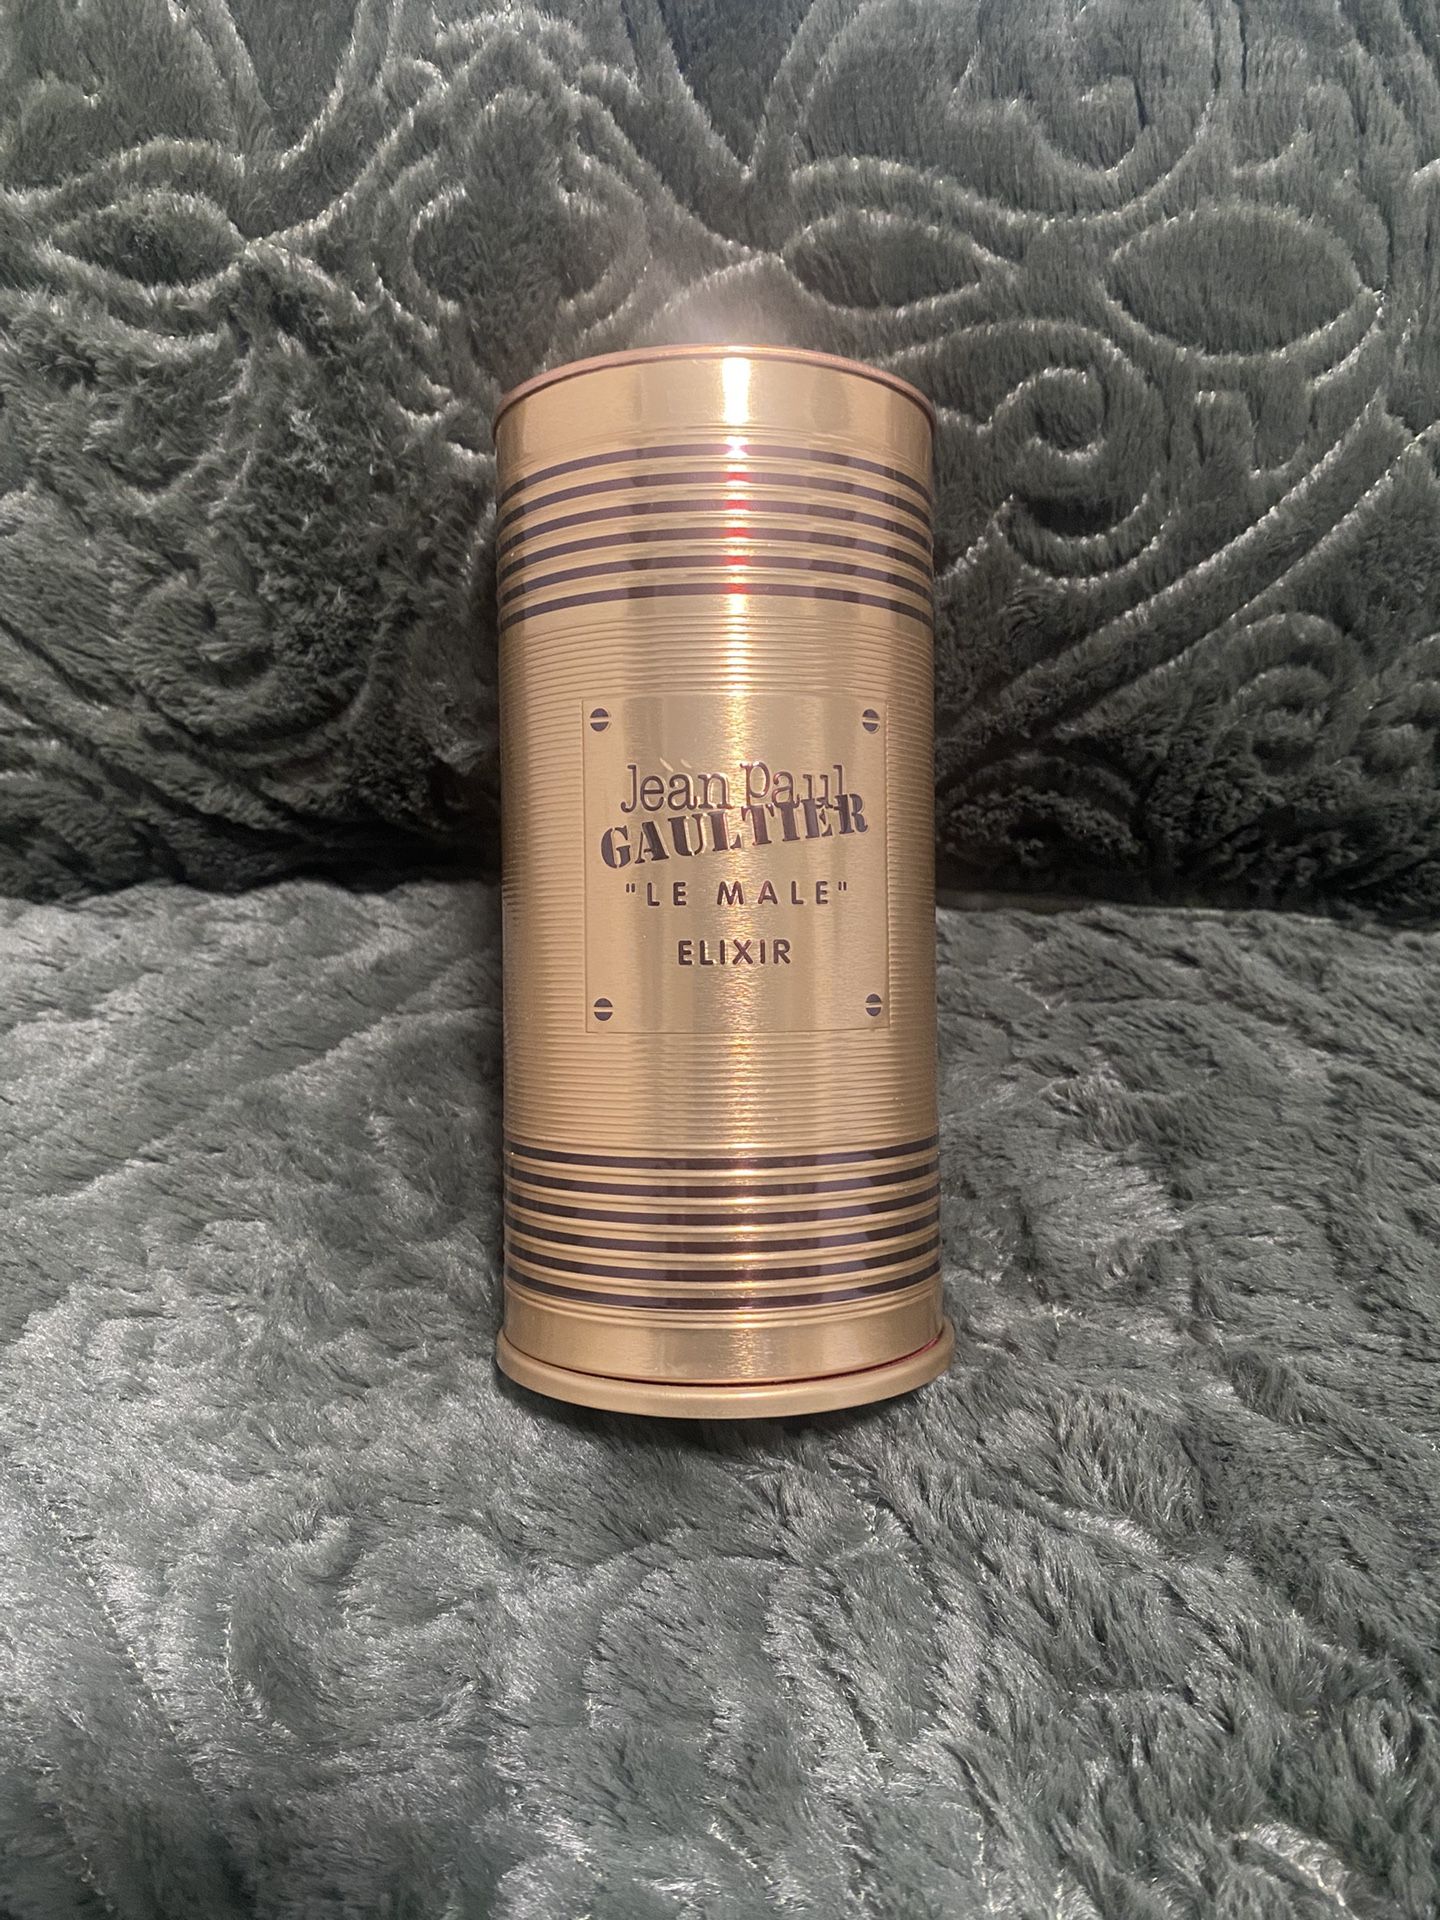 Jean Paul
GAULTIER
"LE MALE"
ELIXIR